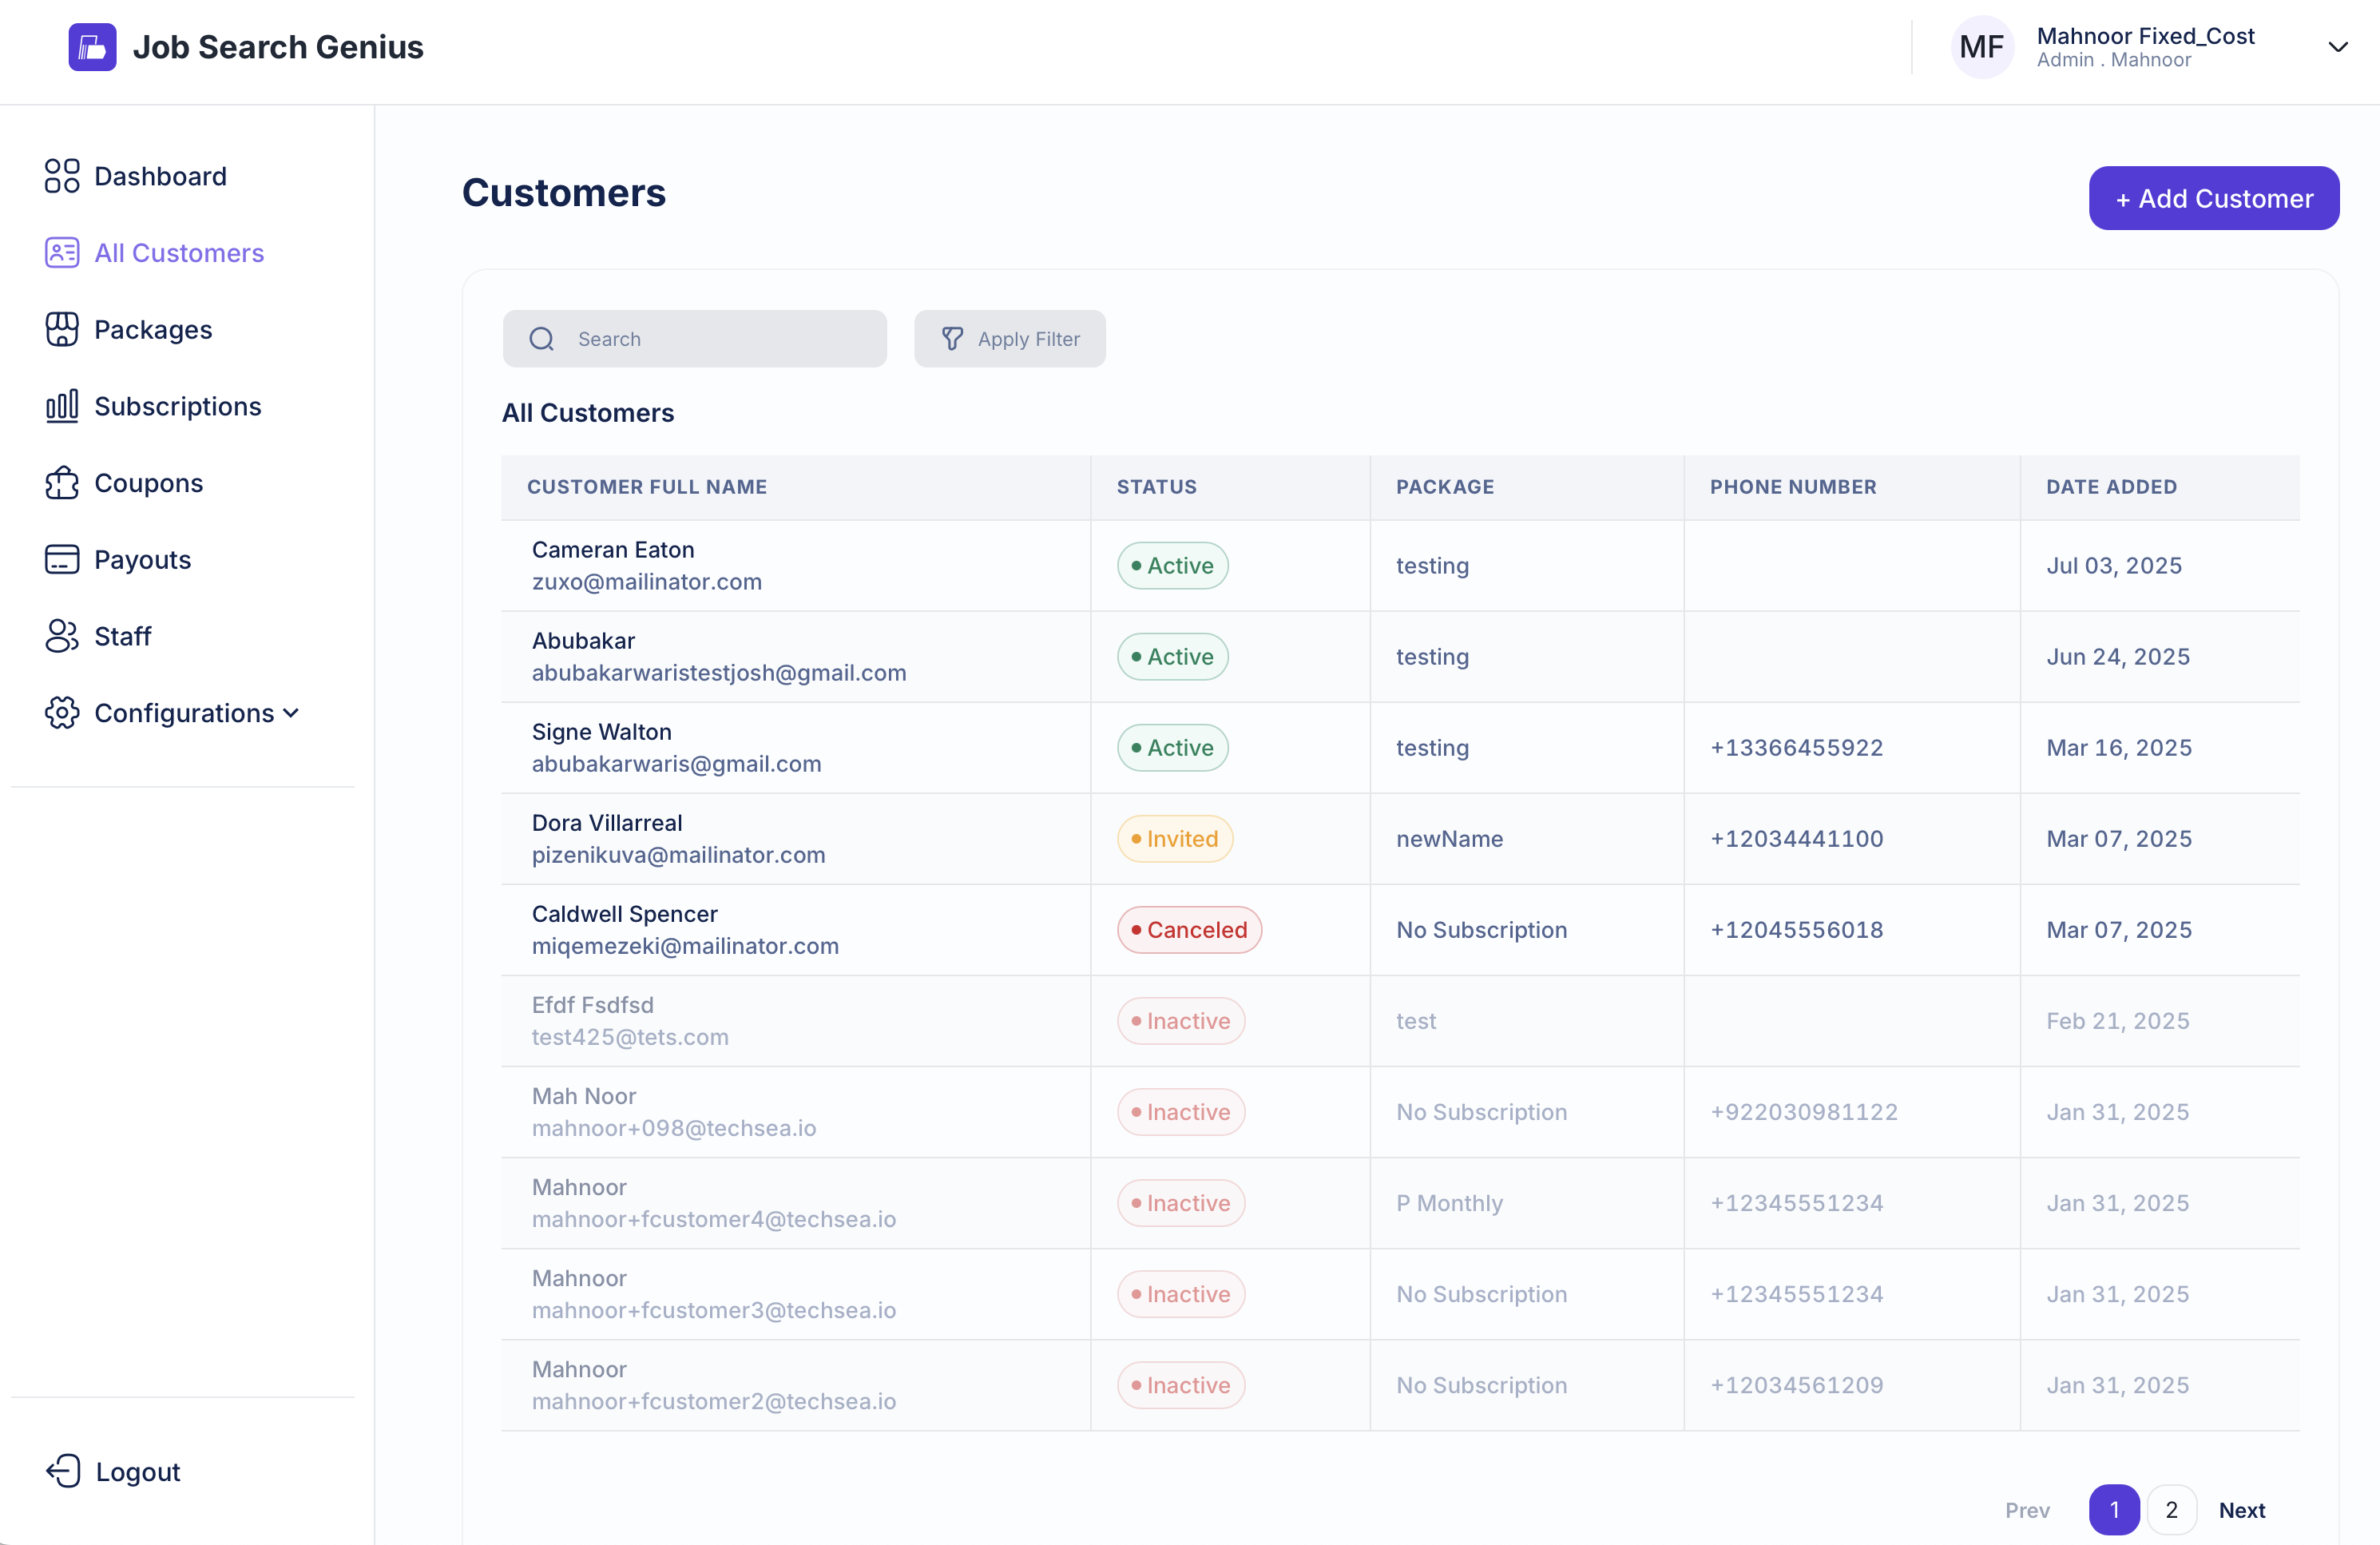 Job Search Genius
MF
Mahnoor Fixed_Cost
Admin . Mahnoor
Dashboard
All Customers
Packages
Subscriptions
Coupons
Payouts
Staff
Configurations
Logout
Customers
+ Add Customer
Search
Apply Filter
All Customers
CUSTOMER FULL NAME STATUS PACKAGE PHONE NUMBER DATE ADDED
Cameran Eaton
zuxo@mailinator.com
Active testing Jul 03, 2025
Abubakar
abubakarwaristestjosh@gmail.com
Active testing Jun 24, 2025
Signe Walton
abubakarwaris@gmail.com
Active testing +13366455922 Mar 16, 2025
Dora Villarreal
pizenikuva@mailinator.com
Invited newName +12034441100 Mar 07, 2025
Caldwell Spencer
miqemezeki@mailinator.com
Canceled No Subscription +12045556018 Mar 07, 2025
Efdf Fsdfsd
test425@tets.com
Inactive test Feb 21, 2025
Mah Noor
mahnoor+098@techsea.io
Inactive No Subscription +922030981122 Jan 31, 2025
Mahnoor
mahnoor+fcustomer4@techsea.io
Inactive P Monthly +12345551234 Jan 31, 2025
Mahnoor
mahnoor+fcustomer3@techsea.io
Inactive No Subscription +12345551234 Jan 31, 2025
Mahnoor
mahnoor+fcustomer2@techsea.io
Inactive No Subscription +12034561209 Jan 31, 2025
Prev 1 2 Next